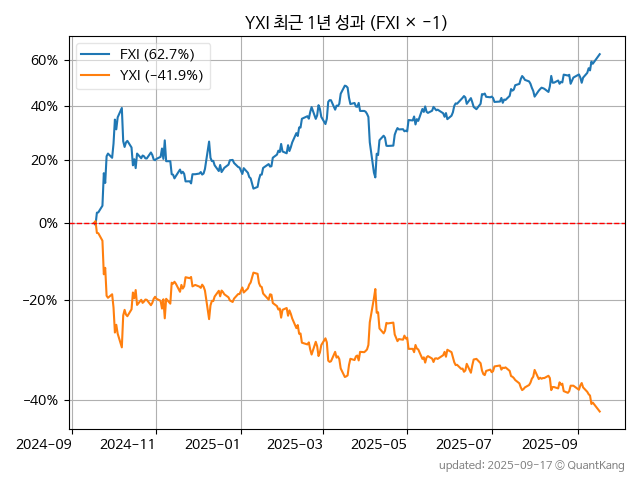 YXI 최근 1년 성과 (FXI × −1)
FXI (62.7%)
YXI (−41.9%)
60%
40%
20%
0%
−20%
−40%
2024-09 2024-11 2025-01 2025-03 2025-05 2025-07 2025-09
updated: 2025-09-17 © QuantKang